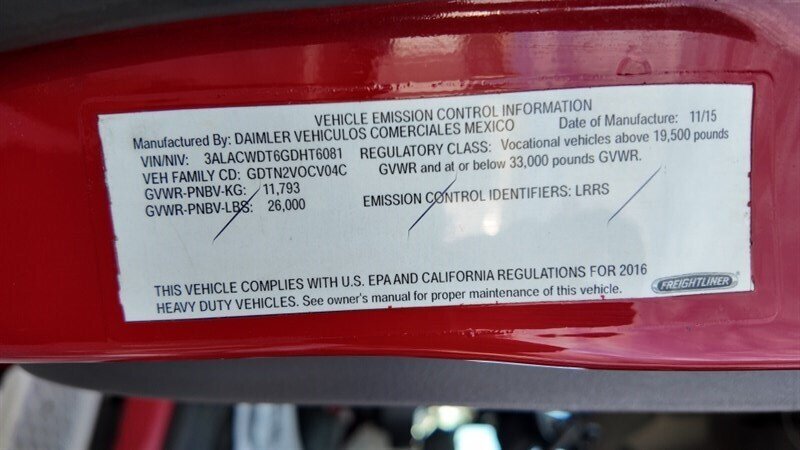 VEHICLE EMISSION CONTROL INFORMATION
Manufactured By: DAIMLER VEHICULOS COMERCIALES MEXICO Date of Manufacture: 11/15
VIN/NIV: 3ALACWDT6GDHT6081 REGULATORY CLASS: Vocational vehicles above 19,500 pounds
VEH FAMILY CD: GDTN2VOCV04C GVWR and at or below 33,000 pounds GVWR.
GVWR-PNBV-KG: 11,793
GVWR-PNBV-LBS: 26,000 EMISSION CONTROL IDENTIFIERS: LRRS
THIS VEHICLE COMPLIES WITH U.S. EPA AND CALIFORNIA REGULATIONS FOR 2016
HEAVY DUTY VEHICLES. See owner's manual for proper maintenance of this vehicle.
FREIGHTLINER